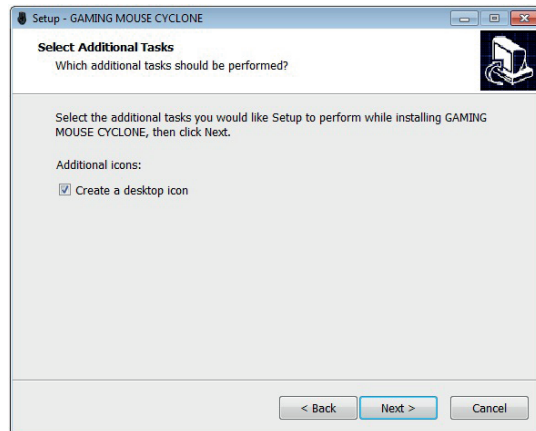 Setup - GAMING MOUSE CYCLONE
Select Additional Tasks
Which additional tasks should be performed?
Select the additional tasks you would like Setup to perform while installing GAMING
MOUSE CYCLONE, then click Next.
Additional icons:
Create a desktop icon
< Back Next > Cancel